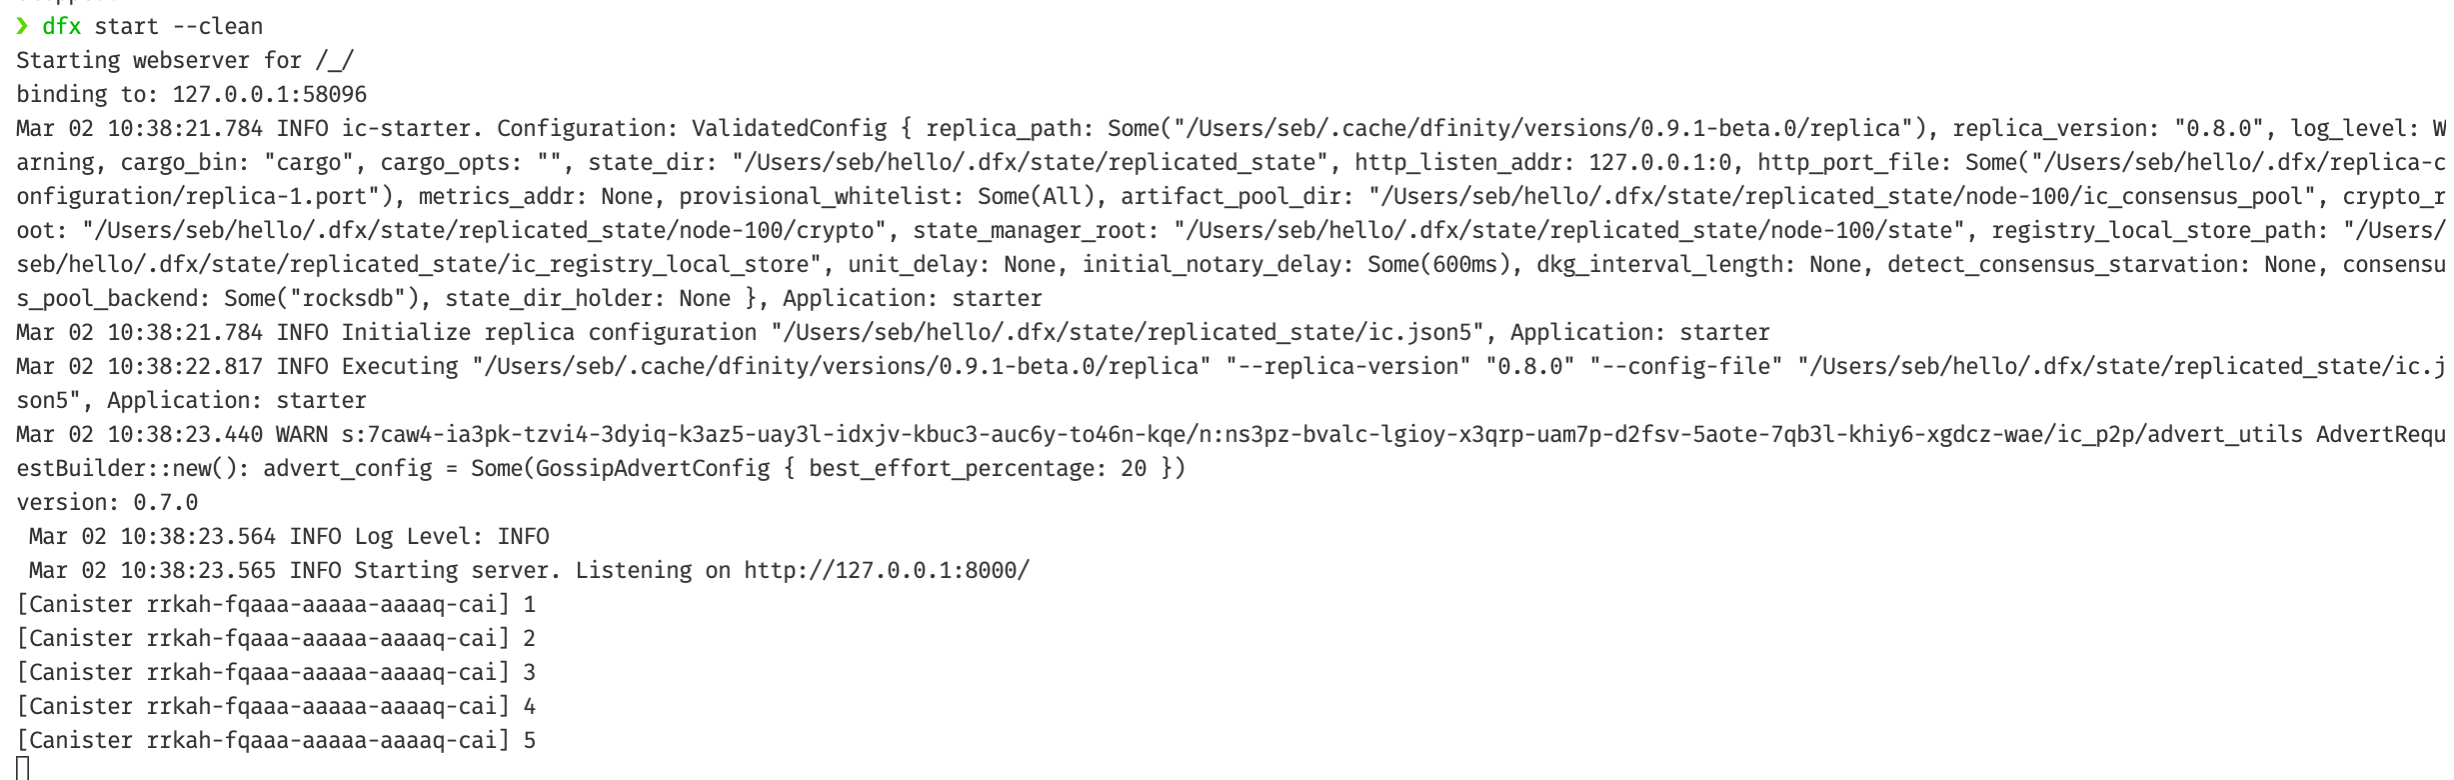 ❯ dfx start --clean
Starting webserver for /_/
binding to: 127.0.0.1:58096
Mar 02 10:38:21.784 INFO ic-starter. Configuration: ValidatedConfig { replica_path: Some("/Users/seb/.cache/dfinity/versions/0.9.1-beta.0/replica"), replica_version: "0.8.0", log_level: W
arning, cargo_bin: "cargo", cargo_opts: "", state_dir: "/Users/seb/hello/.dfx/state/replicated_state", http_listen_addr: 127.0.0.1:0, http_port_file: Some("/Users/seb/hello/.dfx/replica-c
onfiguration/replica-1.port"), metrics_addr: None, provisional_whitelist: Some(All), artifact_pool_dir: "/Users/seb/hello/.dfx/state/replicated_state/node-100/ic_consensus_pool", crypto_r
oot: "/Users/seb/hello/.dfx/state/replicated_state/node-100/crypto", state_manager_root: "/Users/seb/hello/.dfx/state/replicated_state/node-100/state", registry_local_store_path: "/Users/
seb/hello/.dfx/state/replicated_state/ic_registry_local_store", unit_delay: None, initial_notary_delay: Some(600ms), dkg_interval_length: None, detect_consensus_starvation: None, consensu
s_pool_backend: Some("rocksdb"), state_dir_holder: None }, Application: starter
Mar 02 10:38:21.784 INFO Initialize replica configuration "/Users/seb/hello/.dfx/state/replicated_state/ic.json5", Application: starter
Mar 02 10:38:22.817 INFO Executing "/Users/seb/.cache/dfinity/versions/0.9.1-beta.0/replica" "--replica-version" "0.8.0" "--config-file" "/Users/seb/hello/.dfx/state/replicated_state/ic.j
son5", Application: starter
Mar 02 10:38:23.440 WARN s:7caw4-ia3pk-tzvi4-3dyiq-k3az5-uay3l-idxjv-kbuc3-auc6y-to46n-kqe/n:ns3pz-bvalc-lgioy-x3qrp-uam7p-d2fsv-5aote-7qb3l-khiy6-xgdcz-wae/ic_p2p/advert_utils AdvertRequ
estBuilder::new(): advert_config = Some(GossipAdvertConfig { best_effort_percentage: 20 })
version: 0.7.0
Mar 02 10:38:23.564 INFO Log Level: INFO
Mar 02 10:38:23.565 INFO Starting server. Listening on http://127.0.0.1:8000/
[Canister rrkah-fqaaa-aaaaa-aaaaq-cai] 1
[Canister rrkah-fqaaa-aaaaa-aaaaq-cai] 2
[Canister rrkah-fqaaa-aaaaa-aaaaq-cai] 3
[Canister rrkah-fqaaa-aaaaa-aaaaq-cai] 4
[Canister rrkah-fqaaa-aaaaa-aaaaq-cai] 5